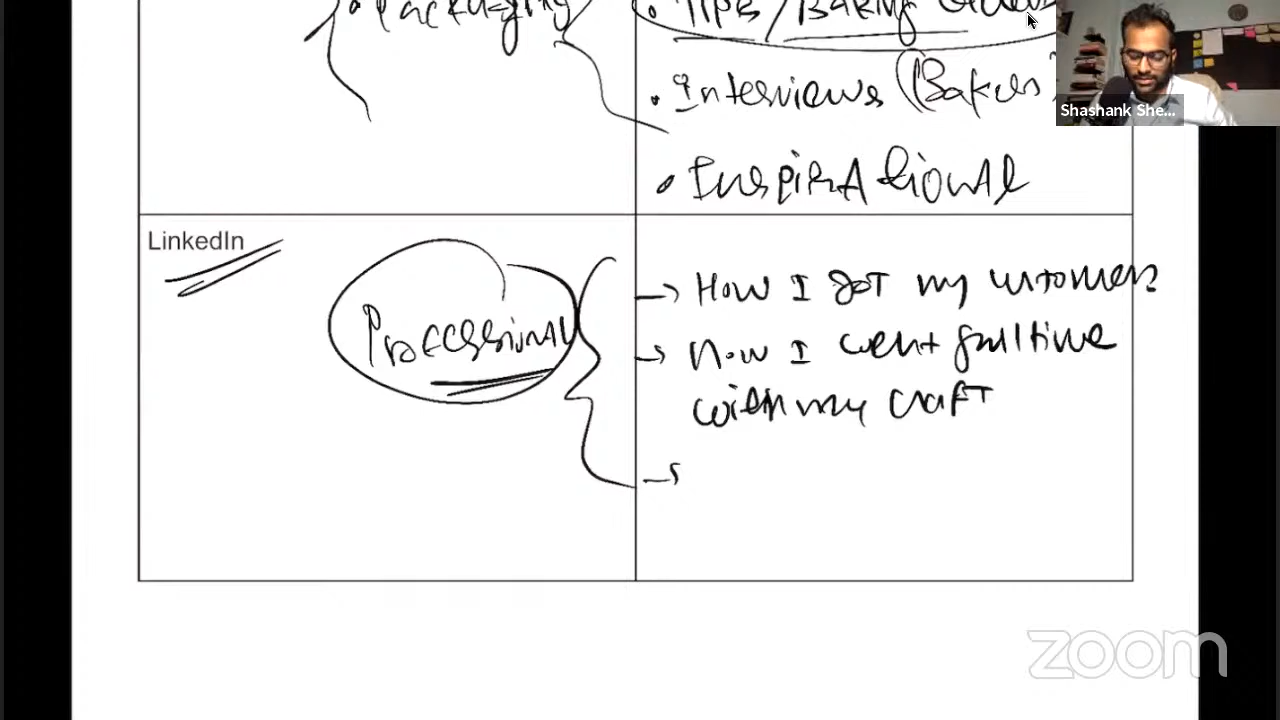 • Packaging
• Tips / Baking
• Interviews (Bakers
• Inspirational
LinkedIn
Professional
→ How I got my customers
→ How I went fulltime
with my craft
→
Shashank She...
zoom